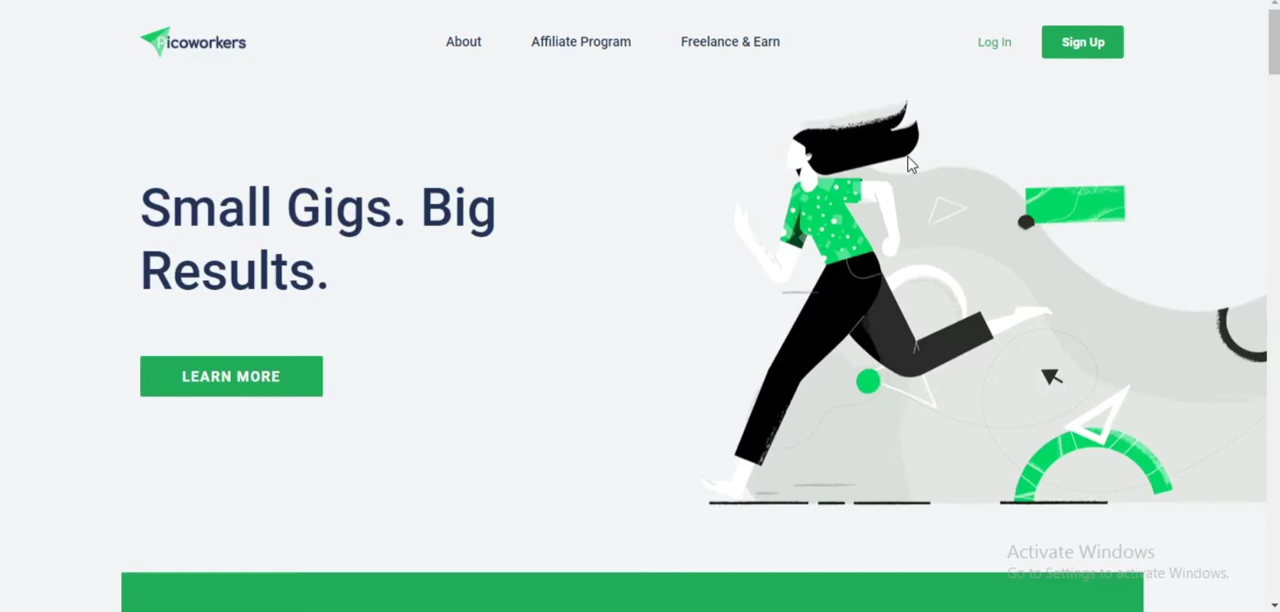 Picoworkers
About
Affiliate Program
Freelance & Earn
Log In
Sign Up
Small Gigs. Big
Results.
LEARN MORE
Activate Windows
Go to Settings to activate Windows.